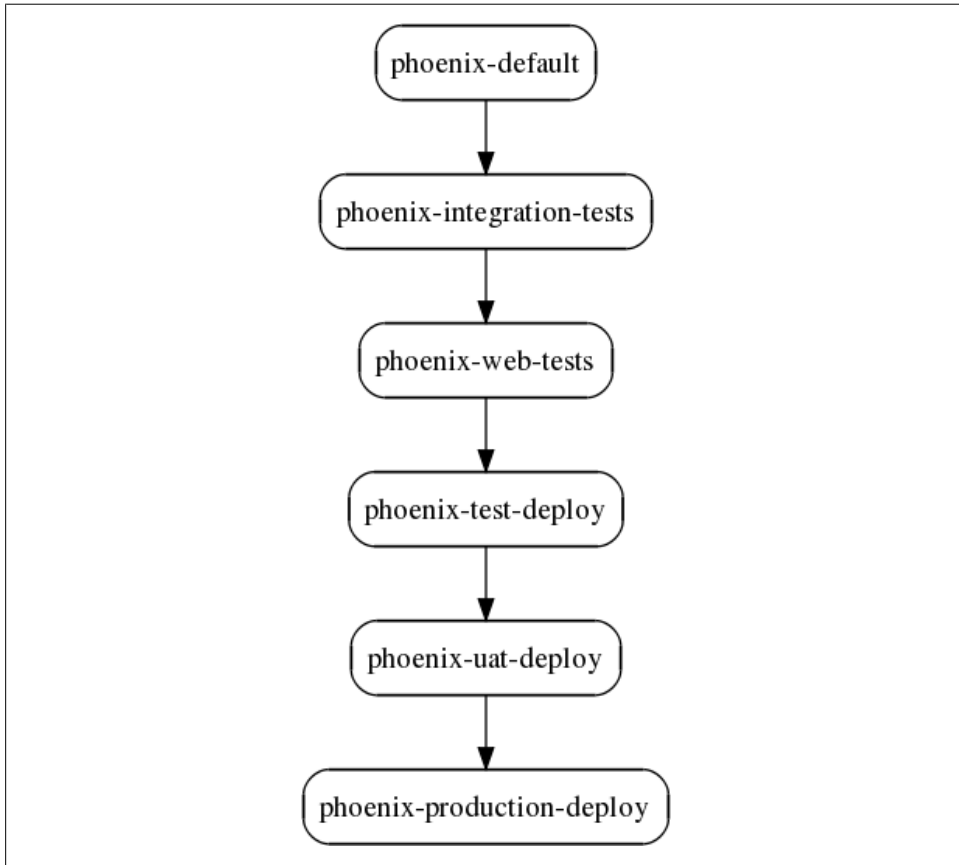 phoenix-default
phoenix-integration-tests
phoenix-web-tests
phoenix-test-deploy
phoenix-uat-deploy
phoenix-production-deploy